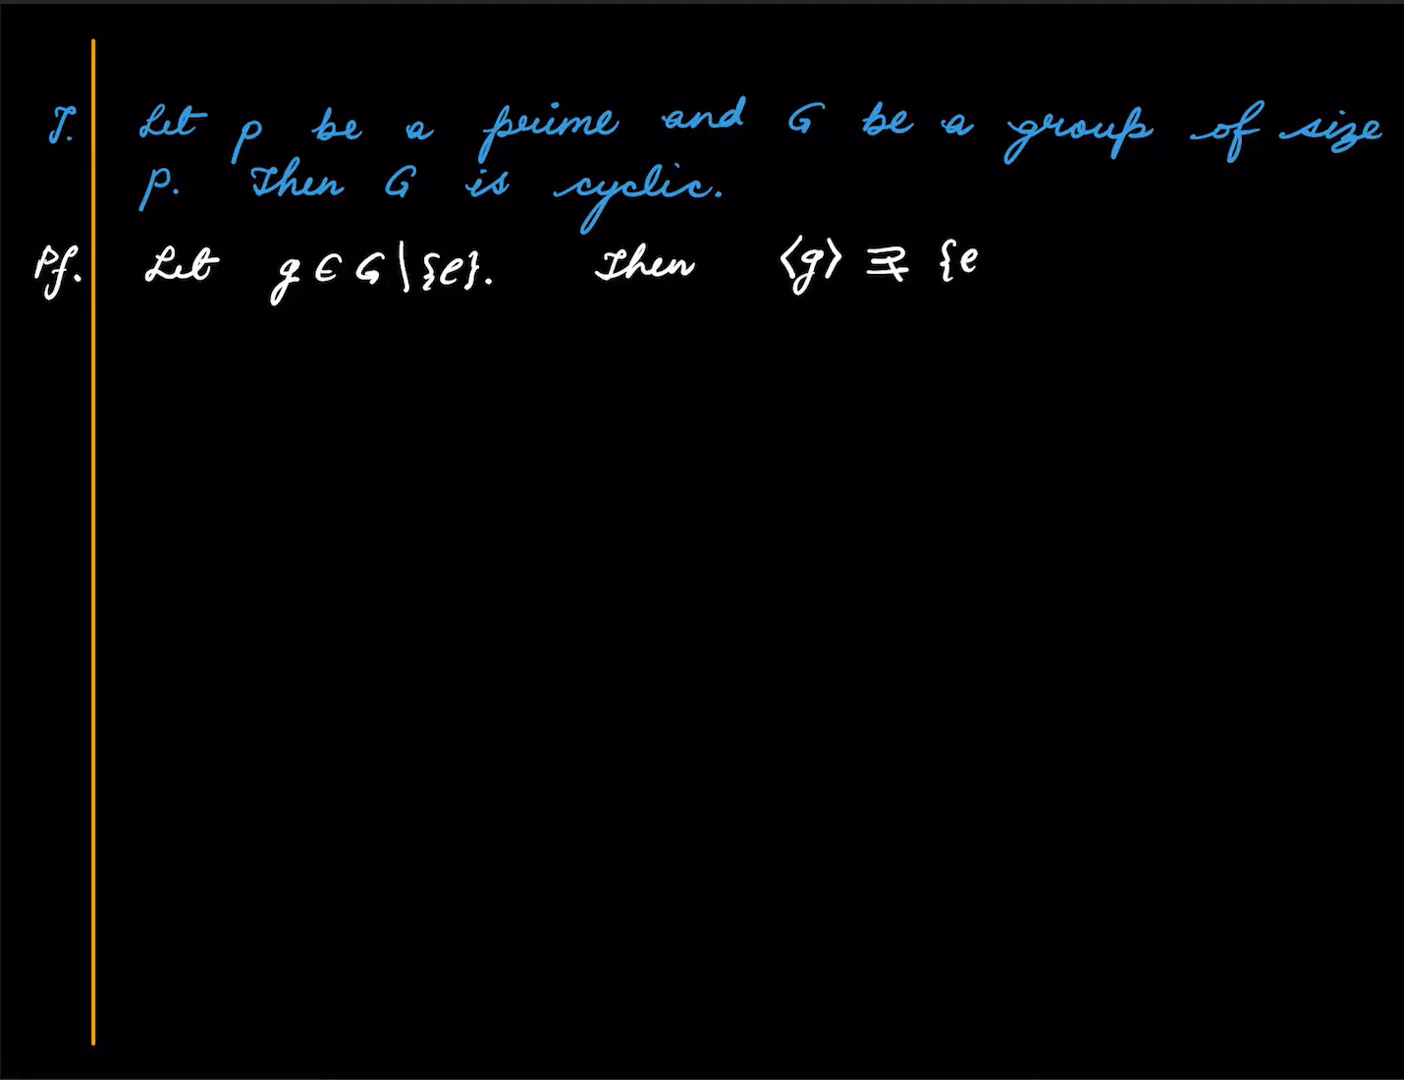 T. Let p be a prime and G be a group of size
p. Then G is cyclic.
Pf. Let g ∈ G \ {e}. Then ⟨g⟩ ⊋ {e